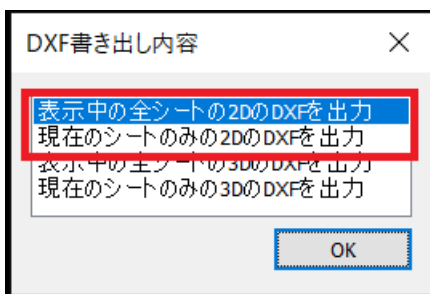 DXF書き出し内容
表示中の全シートの2DのDXFを出力
現在のシートのみの2DのDXFを出力
表示中の全シートの3DのDXFを出力
現在のシートのみの3DのDXFを出力
OK